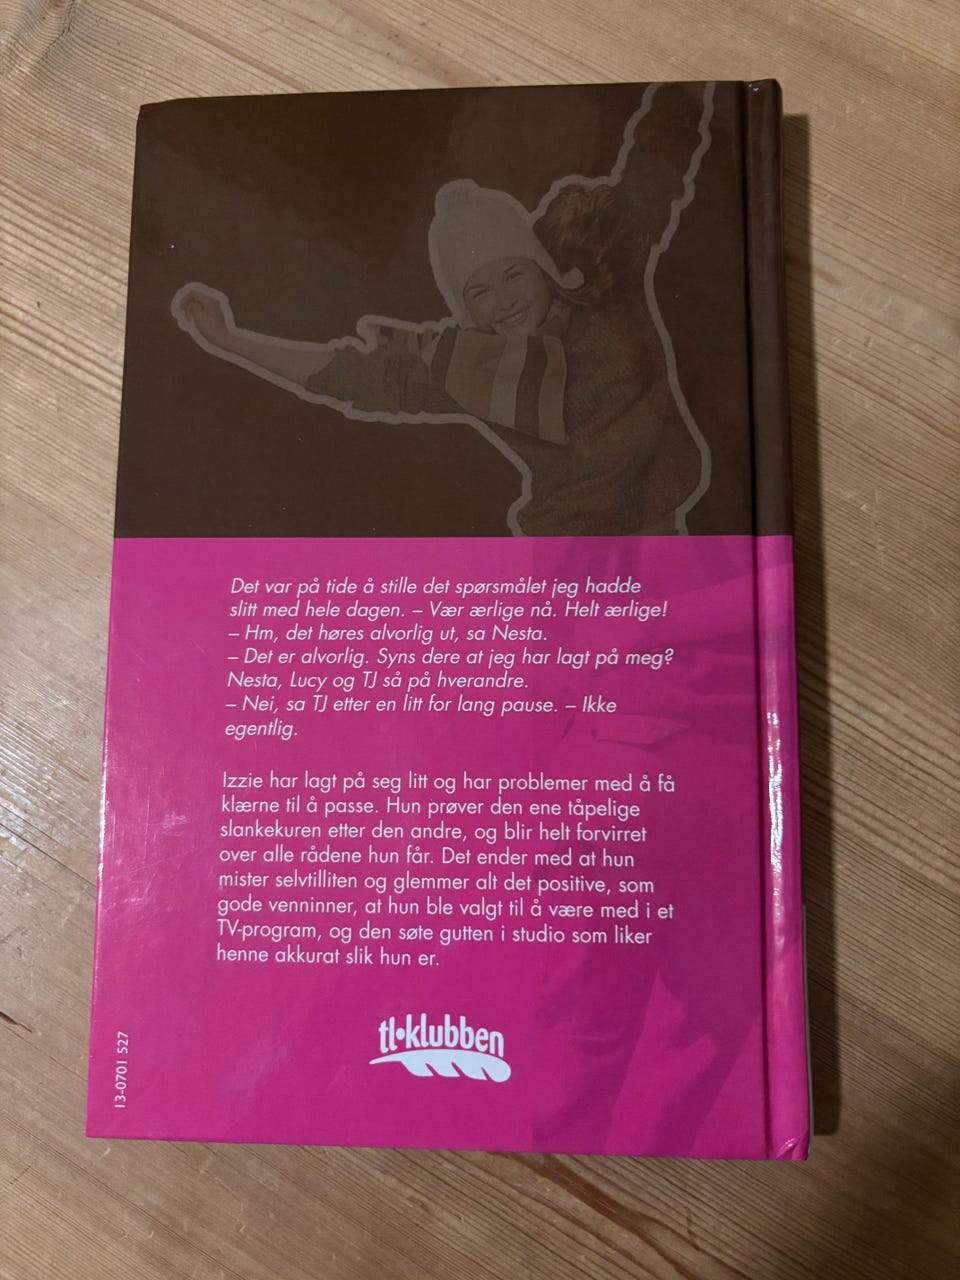 Det var på tide å stille det spørsmålet jeg hadde
slitt med hele dagen. – Vær ærlige nå. Helt ærlige!
– Hm, det høres alvorlig ut, sa Nesta.
– Det er alvorlig. Syns dere at jeg har lagt på meg?
Nesta, Lucy og TJ så på hverandre.
– Nei, sa TJ etter en litt for lang pause. – Ikke
egentlig.
Izzie har lagt på seg litt og har problemer med å få
klærne til å passe. Hun prøver den ene tåpelige
slankekuren etter den andre, og blir helt forvirret
over alle rådene hun får. Det ender med at hun
mister selvtilliten og glemmer alt det positive, som
gode venninner, at hun ble valgt til å være med i et
TV-program, og den søte gutten i studio som liker
henne akkurat slik hun er.
tl•klubben
13-0701 527